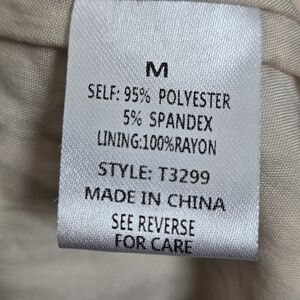 M
SELF: 95% POLYESTER
5% SPANDEX
LINING:100%RAYON
STYLE: T3299
MADE IN CHINA
SEE REVERSE
FOR CARE